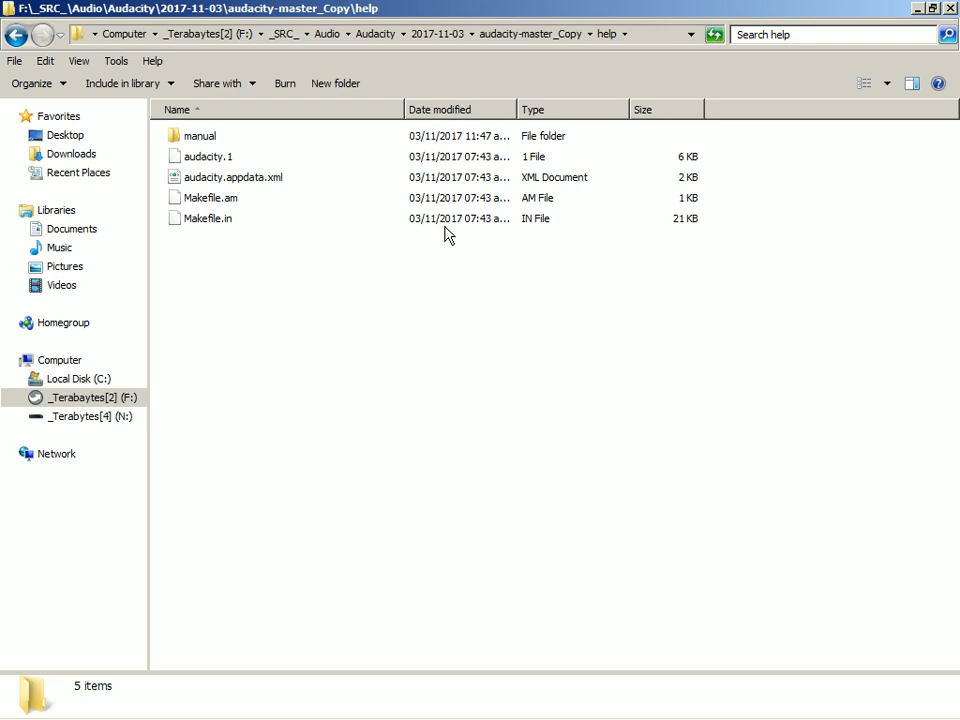 F:\_SRC_\Audio\Audacity\2017-11-03\audacity-master_Copy\help
Computer _Terabaytes[2] (F:) _SRC_ Audio Audacity 2017-11-03 audacity-master_Copy help Search help
File Edit View Tools Help
Organize Include in library Share with Burn New folder
Name Date modified Type Size
manual 03/11/2017 11:47 a... File folder
audacity.1 03/11/2017 07:43 a... 1 File 6 KB
audacity.appdata.xml 03/11/2017 07:43 a... XML Document 2 KB
Makefile.am 03/11/2017 07:43 a... AM File 1 KB
Makefile.in 03/11/2017 07:43 a... IN File 21 KB
Favorites
Desktop
Downloads
Recent Places
Libraries
Documents
Music
Pictures
Videos
Homegroup
Computer
Local Disk (C:)
_Terabaytes[2] (F:)
_Terabytes[4] (N:)
Network
5 items